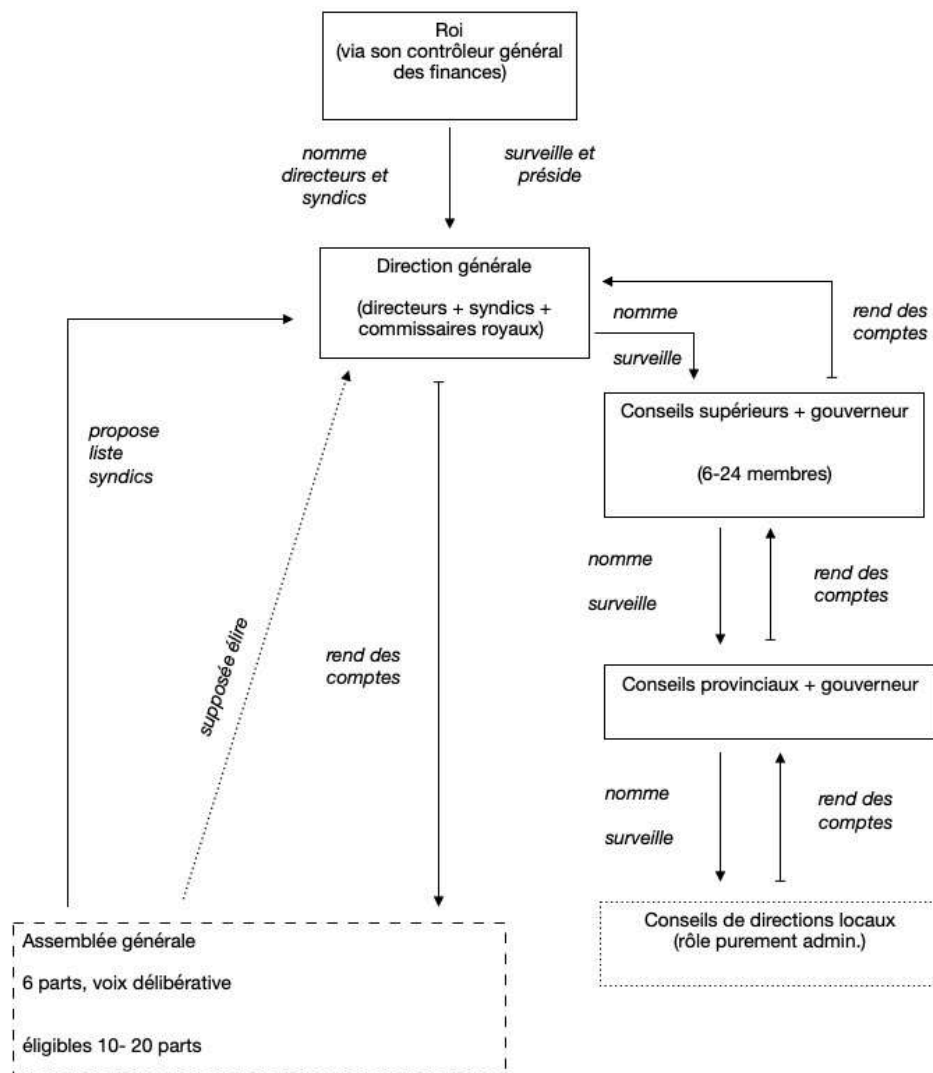 Roi
(via son contrôleur général
des finances)
nomme
directeurs et
syndics
surveille et
préside
Direction générale
(directeurs + syndics +
commissaires royaux)
nomme
surveille
rend des
comptes
Conseils supérieurs + gouverneur
(6-24 membres)
propose
liste
syndics
supposée élire
rend des
comptes
nomme
surveille
rend des
comptes
Conseils provinciaux + gouverneur
nomme
surveille
rend des
comptes
Conseils de directions locaux
(rôle purement admin.)
Assemblée générale
6 parts, voix délibérative
éligibles 10- 20 parts